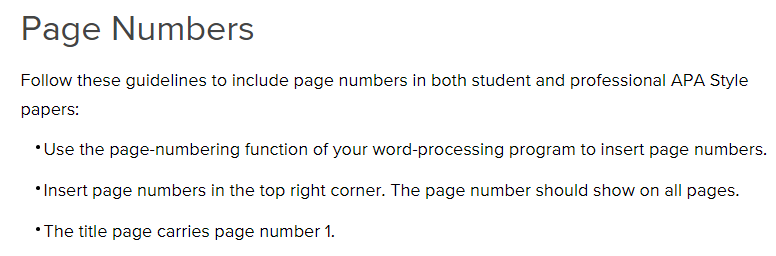 Page Numbers
Follow these guidelines to include page numbers in both student and professional APA Style
papers:
•Use the page-numbering function of your word-processing program to insert page numbers.
•Insert page numbers in the top right corner. The page number should show on all pages.
•The title page carries page number 1.